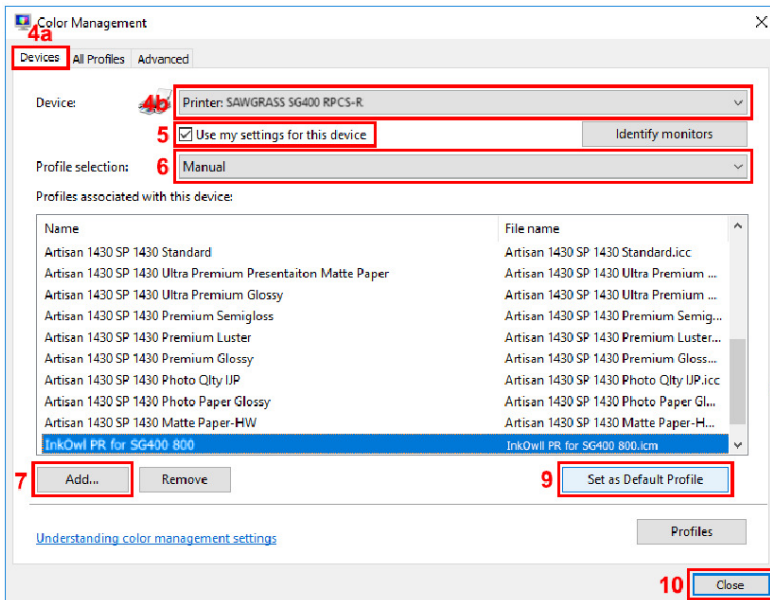 Color Management
4a
Devices All Profiles Advanced
Device: 4b Printer: SAWGRASS SG400 RPCS-R
5 Use my settings for this device Identify monitors
Profile selection: 6 Manual
Profiles associated with this device:
Name File name
Artisan 1430 SP 1430 Standard Artisan 1430 SP 1430 Standard.icc
Artisan 1430 SP 1430 Ultra Premium Presentaiton Matte Paper Artisan 1430 SP 1430 Ultra Premium ...
Artisan 1430 SP 1430 Ultra Premium Glossy Artisan 1430 SP 1430 Ultra Premium ...
Artisan 1430 SP 1430 Premium Semigloss Artisan 1430 SP 1430 Premium Semig...
Artisan 1430 SP 1430 Premium Luster Artisan 1430 SP 1430 Premium Luster...
Artisan 1430 SP 1430 Premium Glossy Artisan 1430 SP 1430 Premium Gloss...
Artisan 1430 SP 1430 Photo Qlty IJP Artisan 1430 SP 1430 Photo Qlty IJP.icc
Artisan 1430 SP 1430 Photo Paper Glossy Artisan 1430 SP 1430 Photo Paper Gl...
Artisan 1430 SP 1430 Matte Paper-HW Artisan 1430 SP 1430 Matte Paper-H...
InkOwl PR for SG400 800 InkOwll PR for SG400 800.icm
7 Add... Remove 9 Set as Default Profile
Understanding color management settings Profiles
10 Close